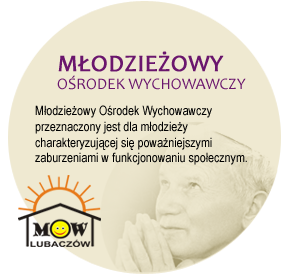 MŁODZIEŻOWY
OŚRODEK WYCHOWAWCZY
Młodzieżowy Ośrodek Wychowawczy
przeznaczony jest dla młodzieży
charakteryzującej się poważniejszymi
zaburzeniami w funkcjonowaniu społecznym.
MOW
LUBACZÓW